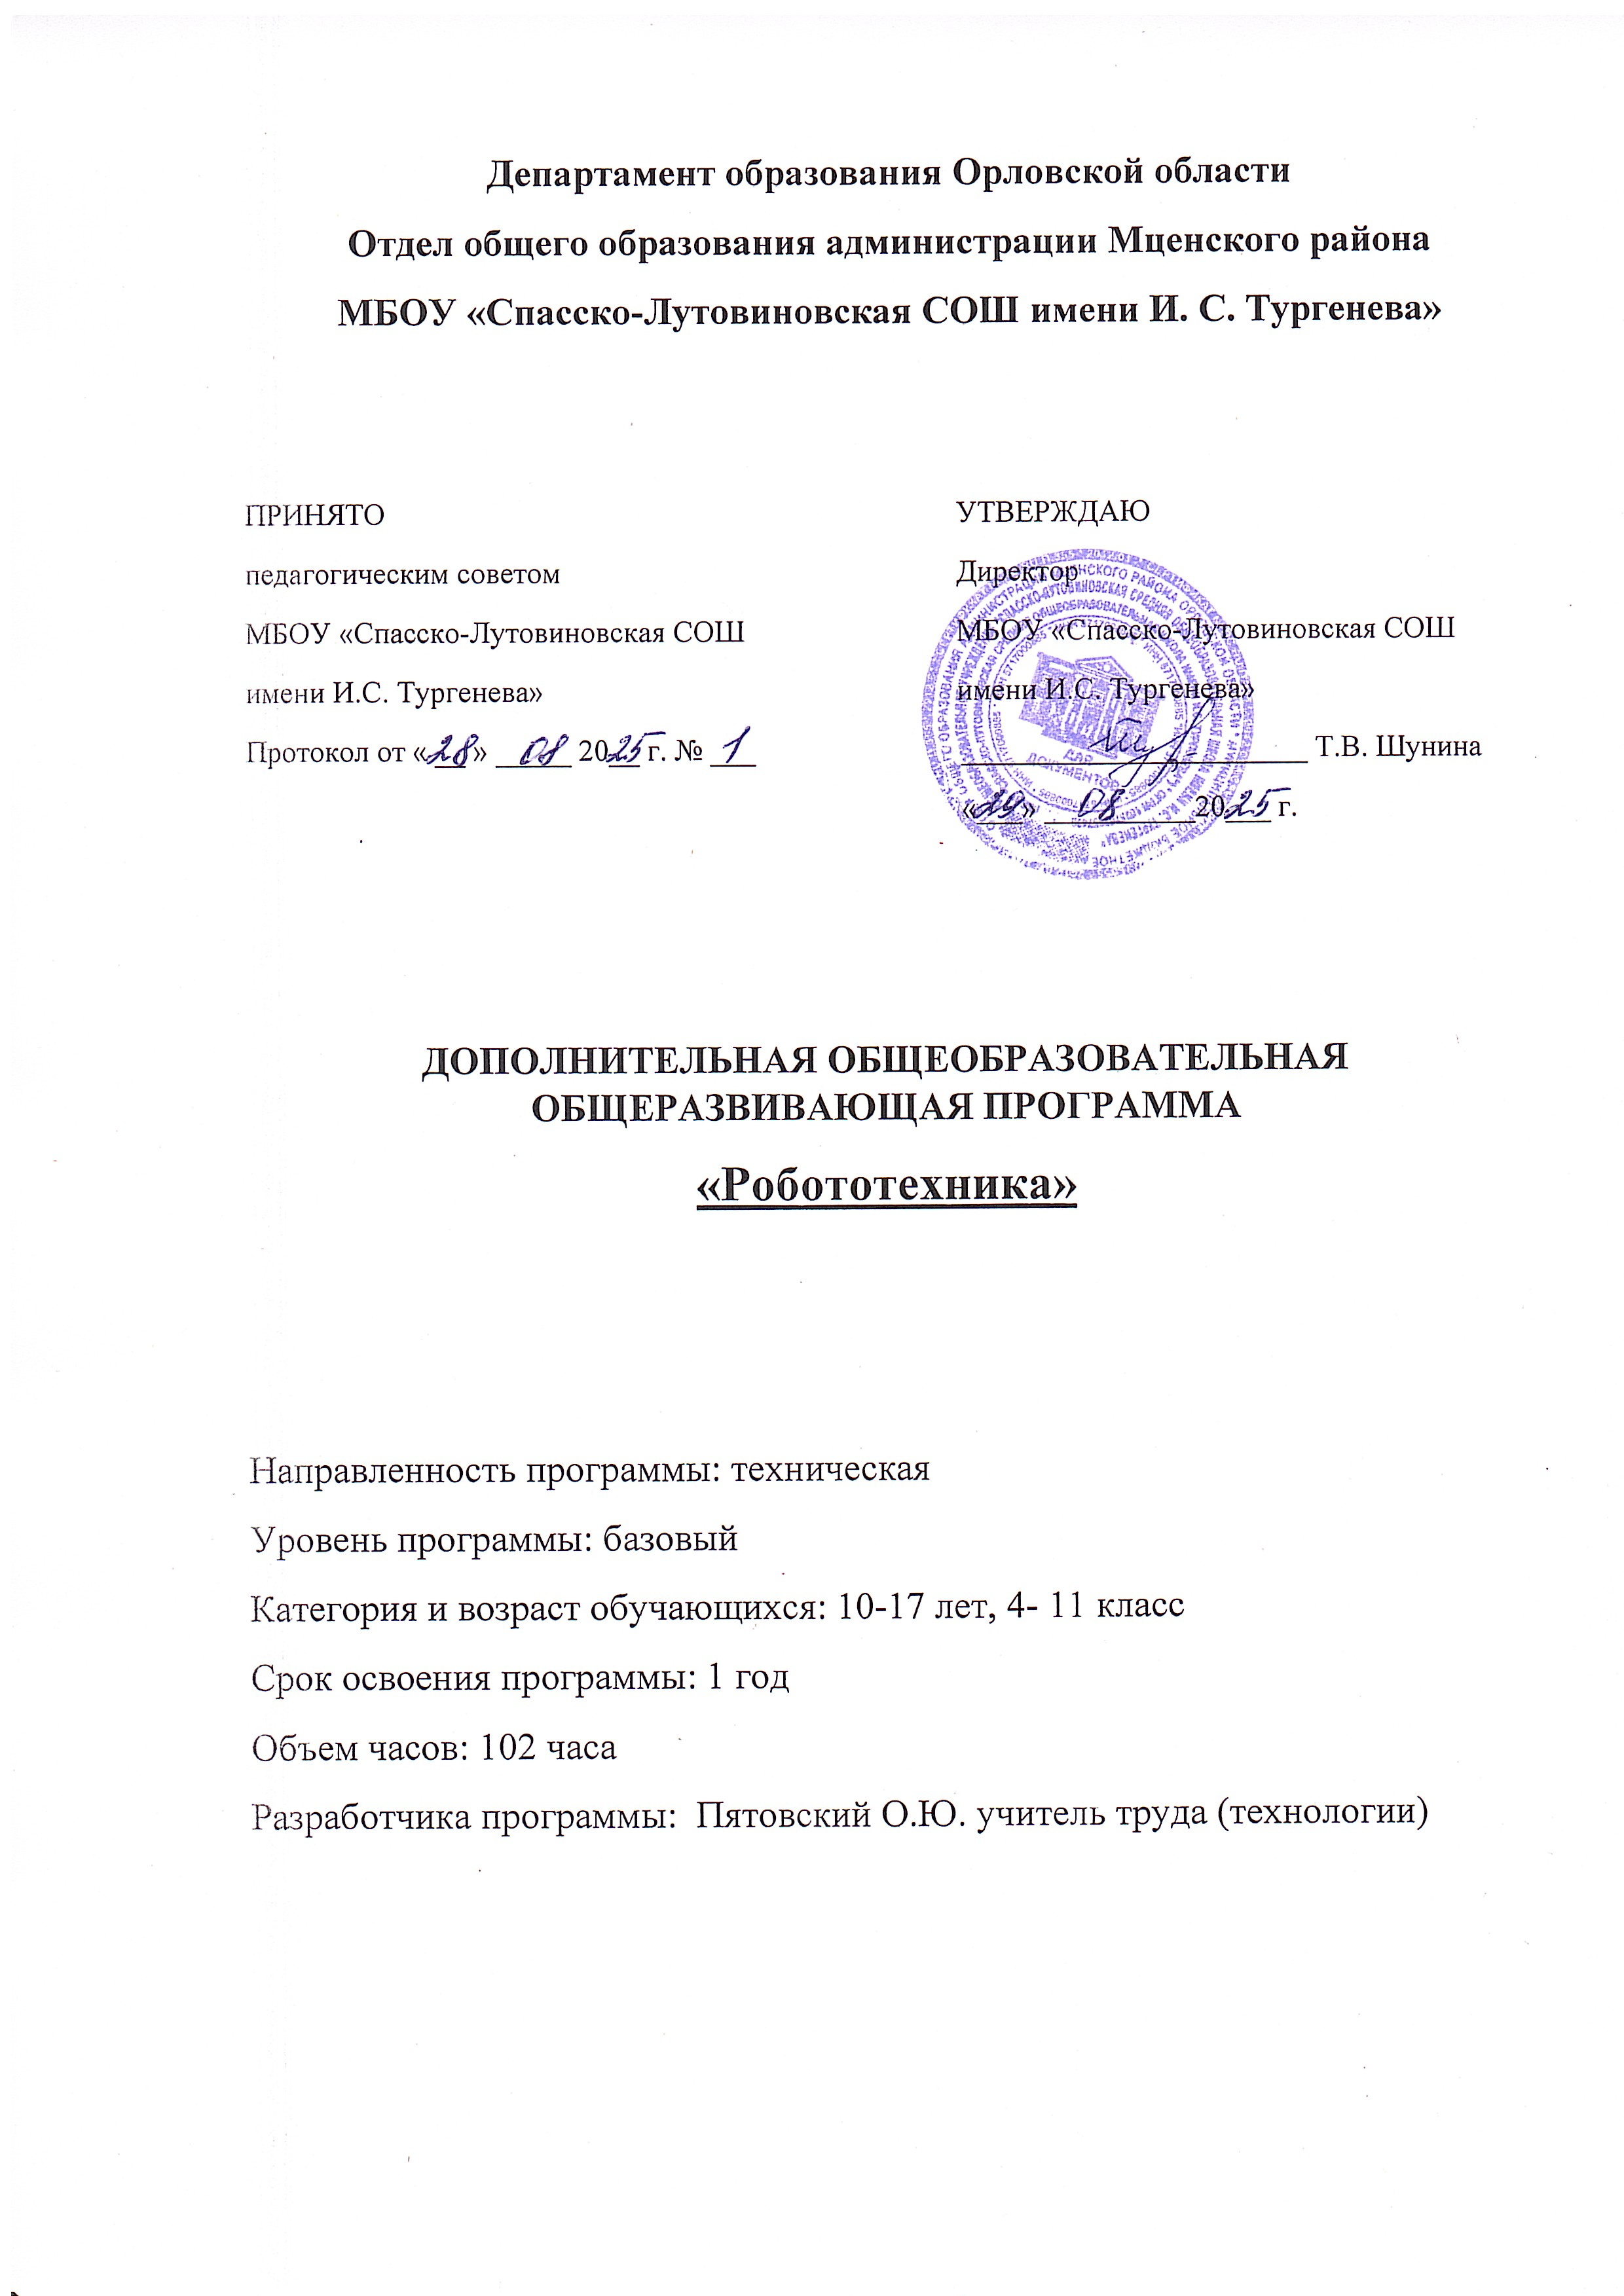 Департамент образования Орловской области
Отдел общего образования администрации Мценского района
МБОУ «Спасско-Лутовиновская СОШ имени И. С. Тургенева»
ПРИНЯТО
педагогическим советом
МБОУ «Спасско-Лутовиновская СОШ
имени И.С. Тургенева»
Протокол от «28» 08 2025 г. № 1
УТВЕРЖДАЮ
Директор
МБОУ «Спасско-Лутовиновская СОШ
имени И.С. Тургенева»
Т.В. Шунина
«29» 08 2025 г.
ДЛЯ
ДОКУМЕНТОВ
ДОПОЛНИТЕЛЬНАЯ ОБЩЕОБРАЗОВАТЕЛЬНАЯ
ОБЩЕРАЗВИВАЮЩАЯ ПРОГРАММА
«Робототехника»
Направленность программы: техническая
Уровень программы: базовый
Категория и возраст обучающихся: 10-17 лет, 4- 11 класс
Срок освоения программы: 1 год
Объем часов: 102 часа
Разработчика программы: Пятовский О.Ю. учитель труда (технологии)